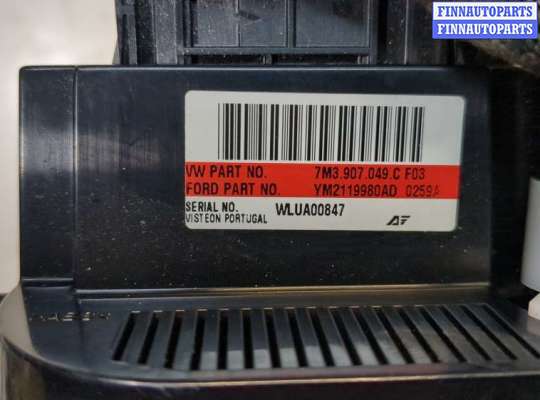 FINNAUTOPARTS
FINNAUTOPARTS
VW PART NO. 7M3.907.049.C F03
FORD PART NO. YM2119980AD 0259A
SERIAL NO. WLUA00847
VISTEON PORTUGAL